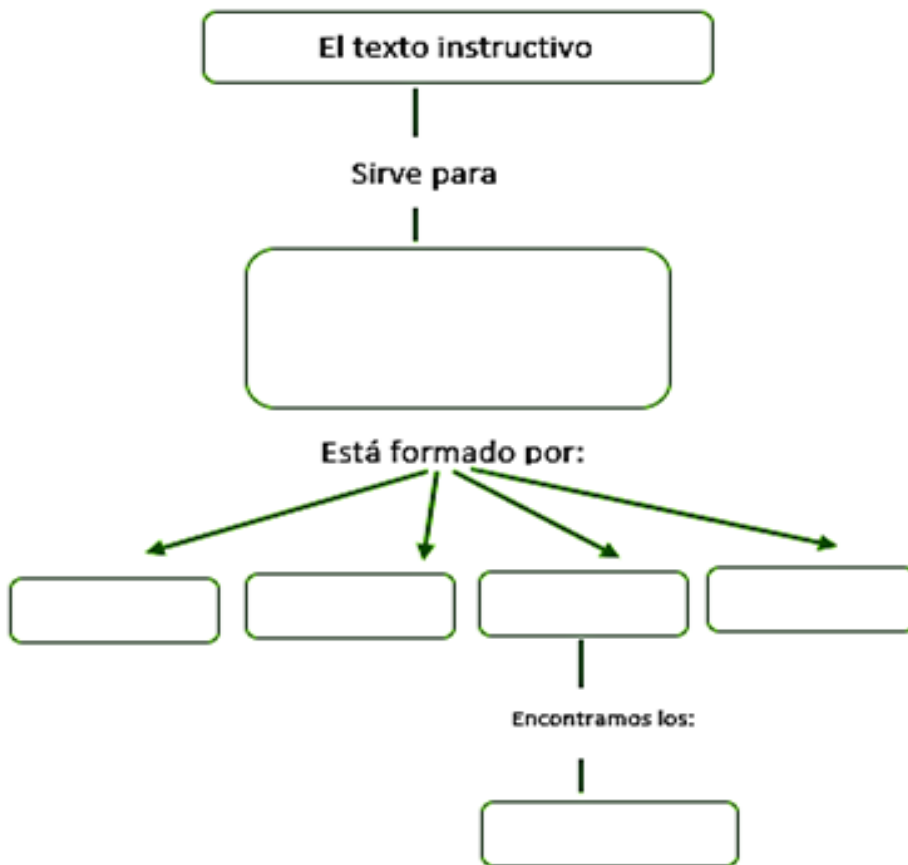 El texto instructivo
Sirve para
Está formado por:
Encontramos los: